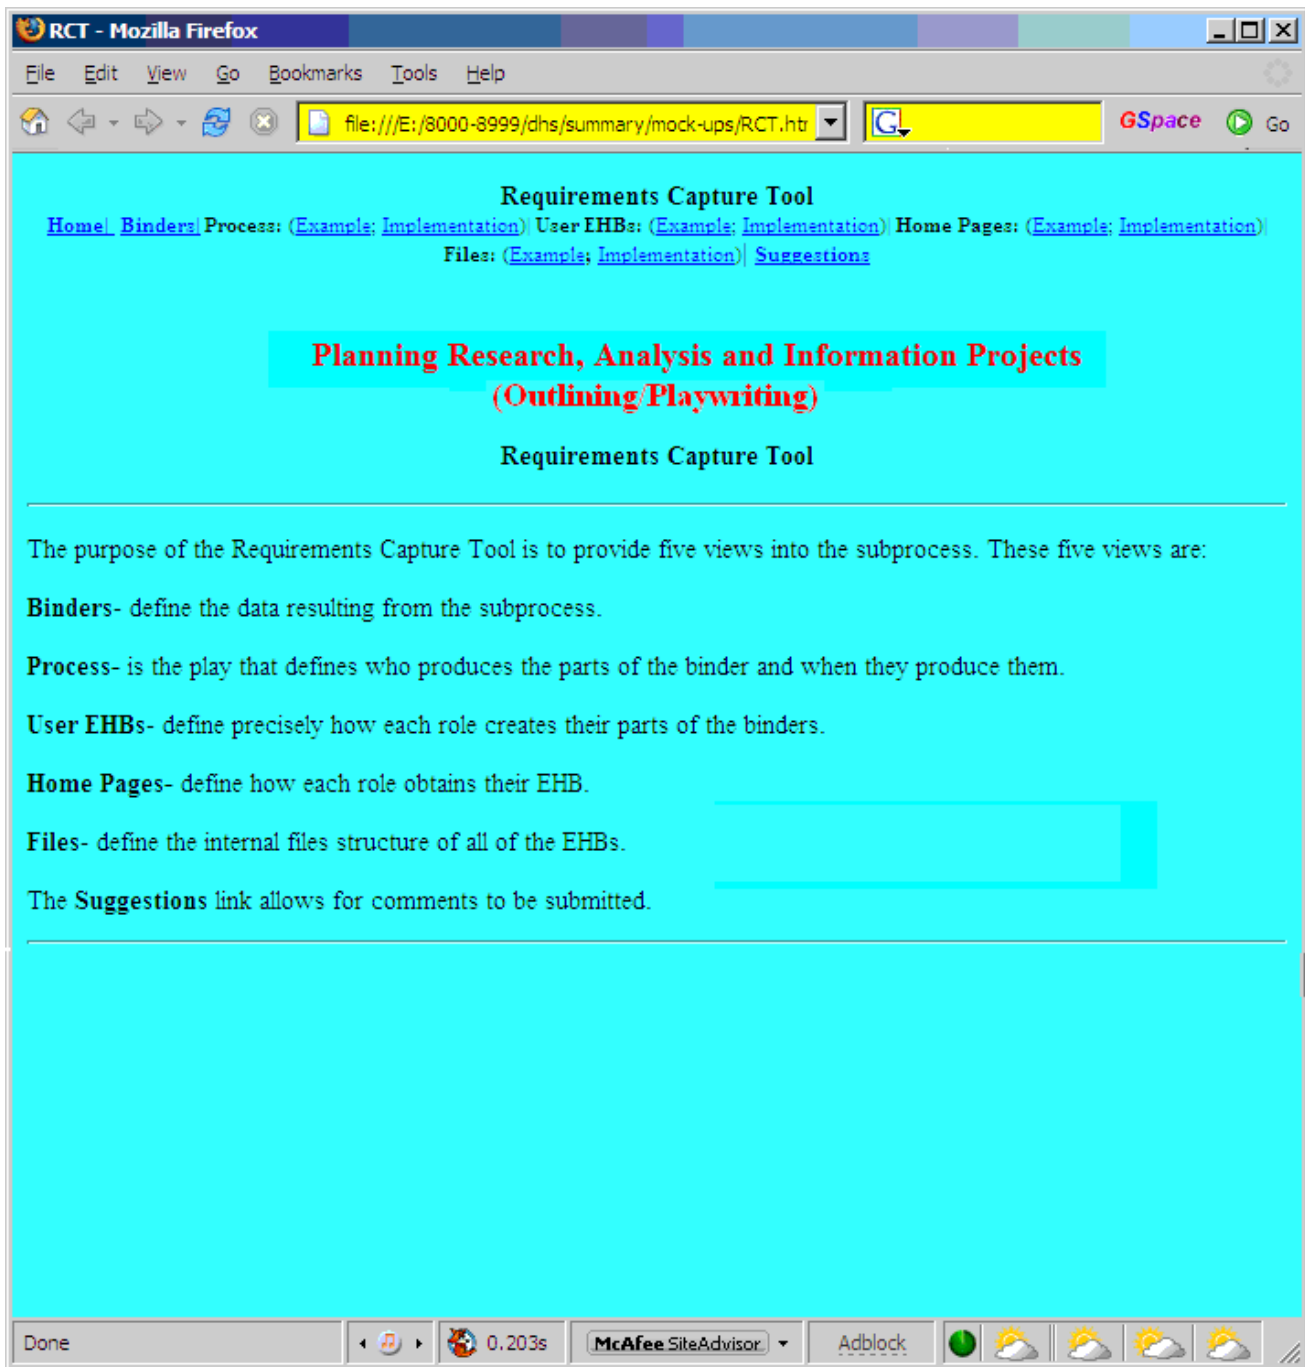 RCT - Mozilla Firefox
File Edit View Go Bookmarks Tools Help
file:///E:/8000-8999/dhs/summary/mock-ups/RCT.htr G GSpace Go
Requirements Capture Tool
Home| Binders| Process: (Example; Implementation)| User EHBs: (Example; Implementation)| Home Pages: (Example; Implementation)|
Files: (Example; Implementation)| Suggestions
Planning Research, Analysis and Information Projects
(Outlining/Playwriting)
Requirements Capture Tool
The purpose of the Requirements Capture Tool is to provide five views into the subprocess. These five views are:
Binders- define the data resulting from the subprocess.
Process- is the play that defines who produces the parts of the binder and when they produce them.
User EHBs- define precisely how each role creates their parts of the binders.
Home Pages- define how each role obtains their EHB.
Files- define the internal files structure of all of the EHBs.
The Suggestions link allows for comments to be submitted.
Done 0.203s McAfee SiteAdvisor Adblock